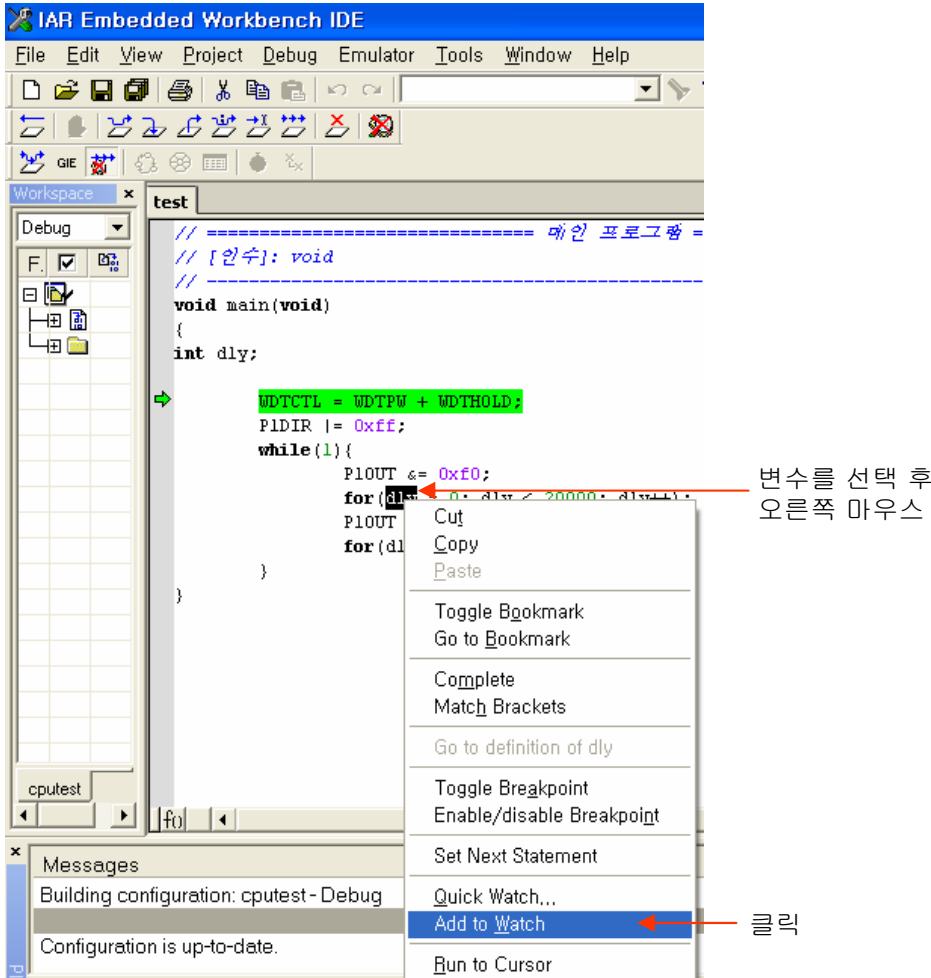 IAR Embedded Workbench IDE
File Edit View Project Debug Emulator Tools Window Help
GIE
Workspace
test
Debug
F.
// =============================== 메인 프로그램 =
// [인수]: void
// -----------------------------------------------
void main(void)
{
int dly;
WDTCTL = WDTPW + WDTHOLD;
P1DIR |= 0xff;
while(1){
P1OUT &= 0xf0;
for(dly = 0; dly < 20000; dly++);
P1OUT
for(dl
}
}
변수를 선택 후
오른쪽 마우스
Cut
Copy
Paste
Toggle Bookmark
Go to Bookmark
Complete
Match Brackets
Go to definition of dly
Toggle Breakpoint
Enable/disable Breakpoint
Set Next Statement
Quick Watch...
Add to Watch
클릭
Run to Cursor
cputest
f()
Messages
Building configuration: cputest - Debug
Configuration is up-to-date.